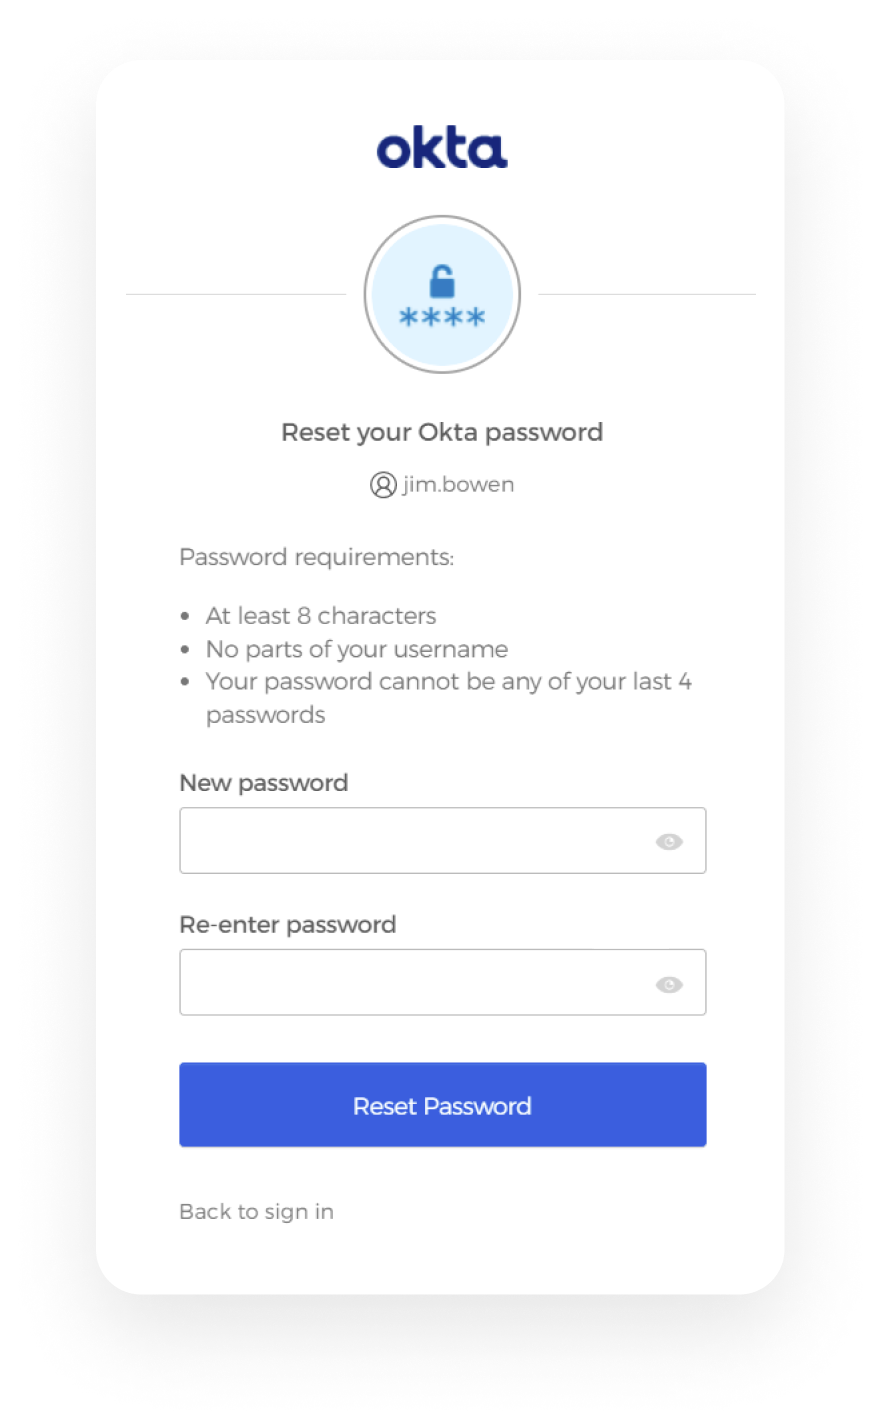 okta
****
Reset your Okta password
jim.bowen
Password requirements:
• At least 8 characters
• No parts of your username
• Your password cannot be any of your last 4
passwords
New password
Re-enter password
Reset Password
Back to sign in